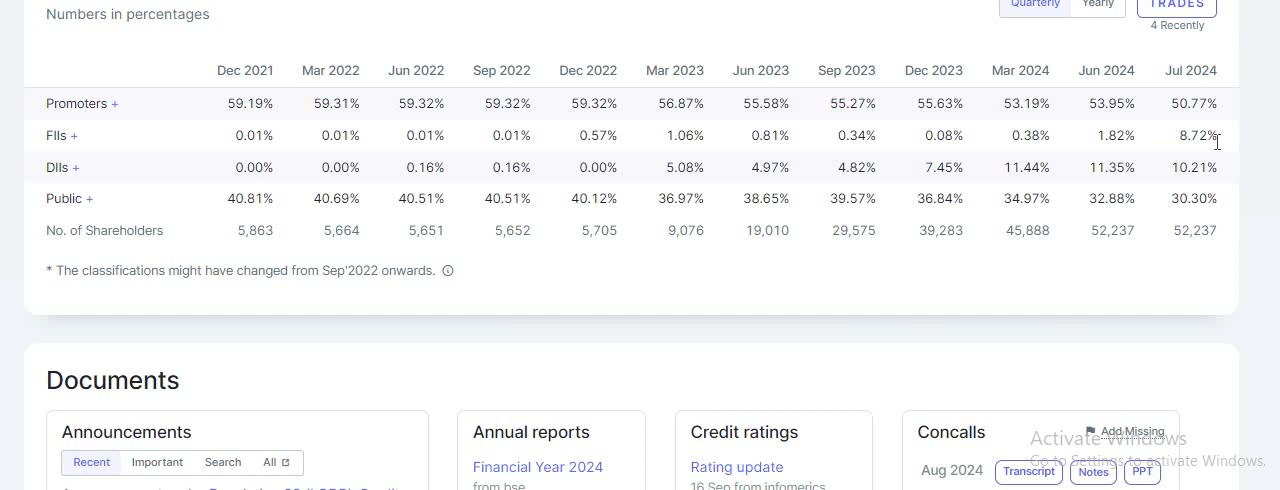 Numbers in percentages
Quarterly Yearly TRADES
4 Recently
Dec 2021 Mar 2022 Jun 2022 Sep 2022 Dec 2022 Mar 2023 Jun 2023 Sep 2023 Dec 2023 Mar 2024 Jun 2024 Jul 2024
Promoters + 59.19% 59.31% 59.32% 59.32% 59.32% 56.87% 55.58% 55.27% 55.63% 53.19% 53.95% 50.77%
FIIs + 0.01% 0.01% 0.01% 0.01% 0.57% 1.06% 0.81% 0.34% 0.08% 0.38% 1.82% 8.72%
DIIs + 0.00% 0.00% 0.16% 0.16% 0.00% 5.08% 4.97% 4.82% 7.45% 11.44% 11.35% 10.21%
Public + 40.81% 40.69% 40.51% 40.51% 40.12% 36.97% 38.65% 39.57% 36.84% 34.97% 32.88% 30.30%
No. of Shareholders 5,863 5,664 5,651 5,652 5,705 9,076 19,010 29,575 39,283 45,888 52,237 52,237
* The classifications might have changed from Sep'2022 onwards.
Documents
Announcements
Recent Important Search All
Annual reports
Financial Year 2024
from bse
Credit ratings
Rating update
16 Sep from infomerics
Concalls Add Missing
Aug 2024 Transcript Notes PPT
Activate Windows
Go to Settings to activate Windows.